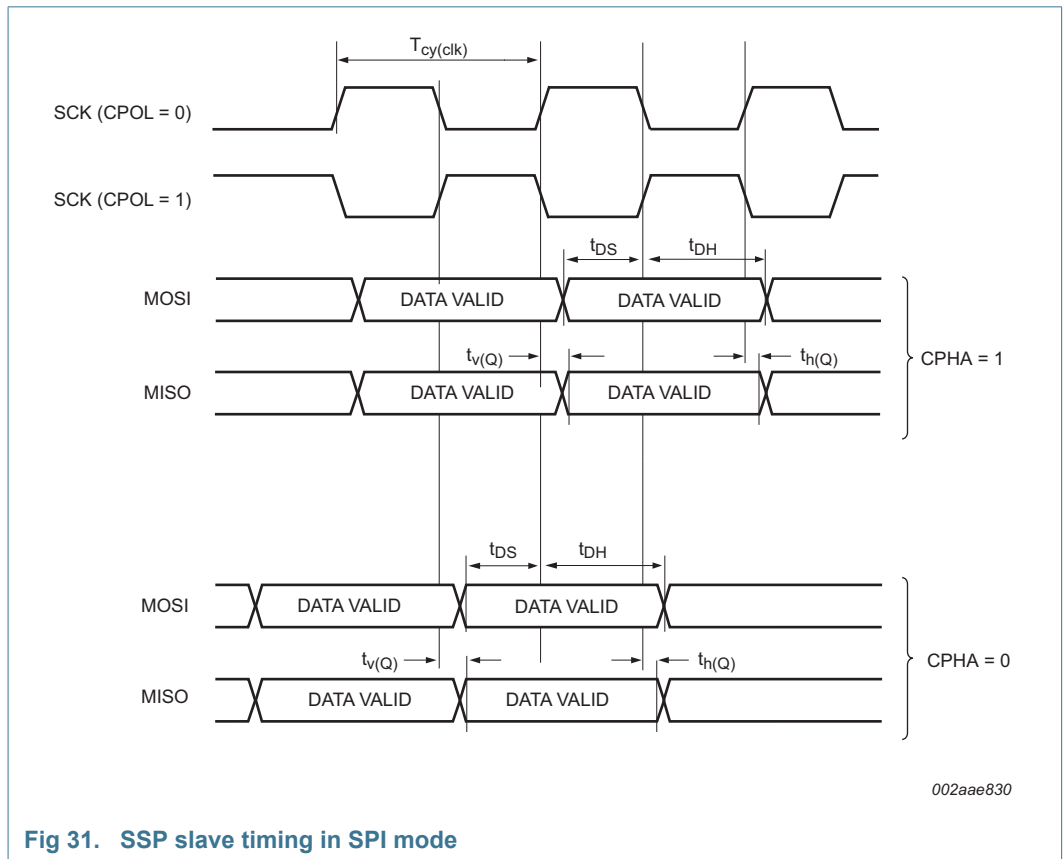 Tcy(clk)
SCK (CPOL = 0)
SCK (CPOL = 1)
tDS tDH
MOSI DATA VALID DATA VALID
tv(Q) th(Q)
CPHA = 1
MISO DATA VALID DATA VALID
tDS tDH
MOSI DATA VALID DATA VALID
tv(Q) th(Q)
CPHA = 0
MISO DATA VALID DATA VALID
002aae830
Fig 31. SSP slave timing in SPI mode